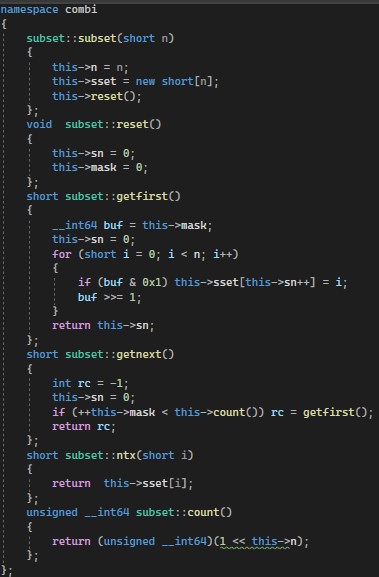 namespace combi
{
    subset::subset(short n)
    {
        this->n = n;
        this->sset = new short[n];
        this->reset();
    };
    void  subset::reset()
    {
        this->sn = 0;
        this->mask = 0;
    };
    short subset::getfirst()
    {
        __int64 buf = this->mask;
        this->sn = 0;
        for (short i = 0; i < n; i++)
        {
            if (buf & 0x1) this->sset[this->sn++] = i;
            buf >>= 1;
        }
        return this->sn;
    };
    short subset::getnext()
    {
        int rc = -1;
        this->sn = 0;
        if (++this->mask < this->count()) rc = getfirst();
        return rc;
    };
    short subset::ntx(short i)
    {
        return  this->sset[i];
    };
    unsigned __int64 subset::count()
    {
        return (unsigned __int64)(1 << this->n);
    };
};